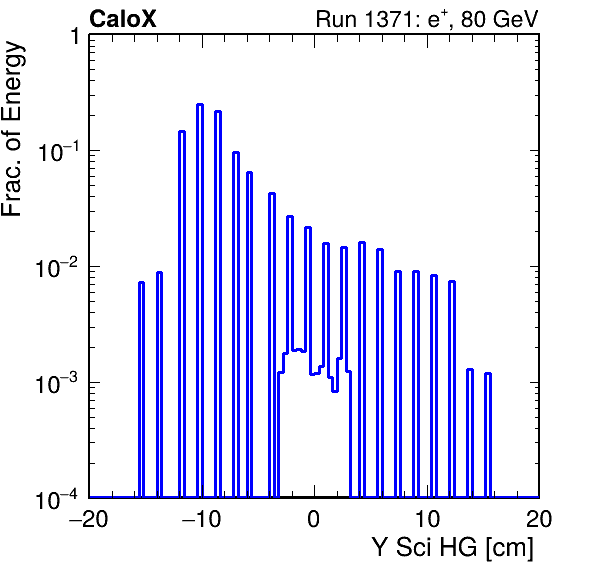 CaloX Run 1371: e⁺, 80 GeV
Frac. of Energy
1
10⁻¹
10⁻²
10⁻³
10⁻⁴
−20 −10 0 10 20
Y Sci HG [cm]